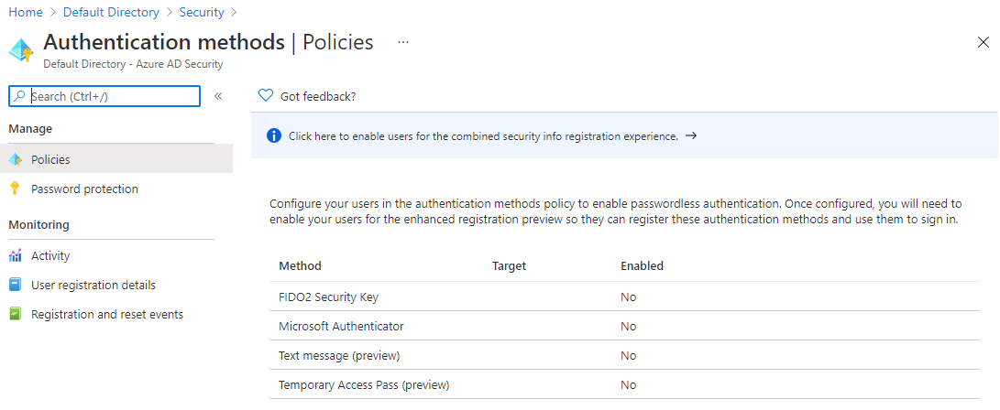 Home > Default Directory > Security >
Authentication methods | Policies ...
Default Directory - Azure AD Security
Search (Ctrl+/) «
Manage
Policies
Password protection
Monitoring
Activity
User registration details
Registration and reset events
Got feedback?
Click here to enable users for the combined security info registration experience. →
Configure your users in the authentication methods policy to enable passwordless authentication. Once configured, you will need to
enable your users for the enhanced registration preview so they can register these authentication methods and use them to sign in.
Method Target Enabled
FIDO2 Security Key No
Microsoft Authenticator No
Text message (preview) No
Temporary Access Pass (preview) No